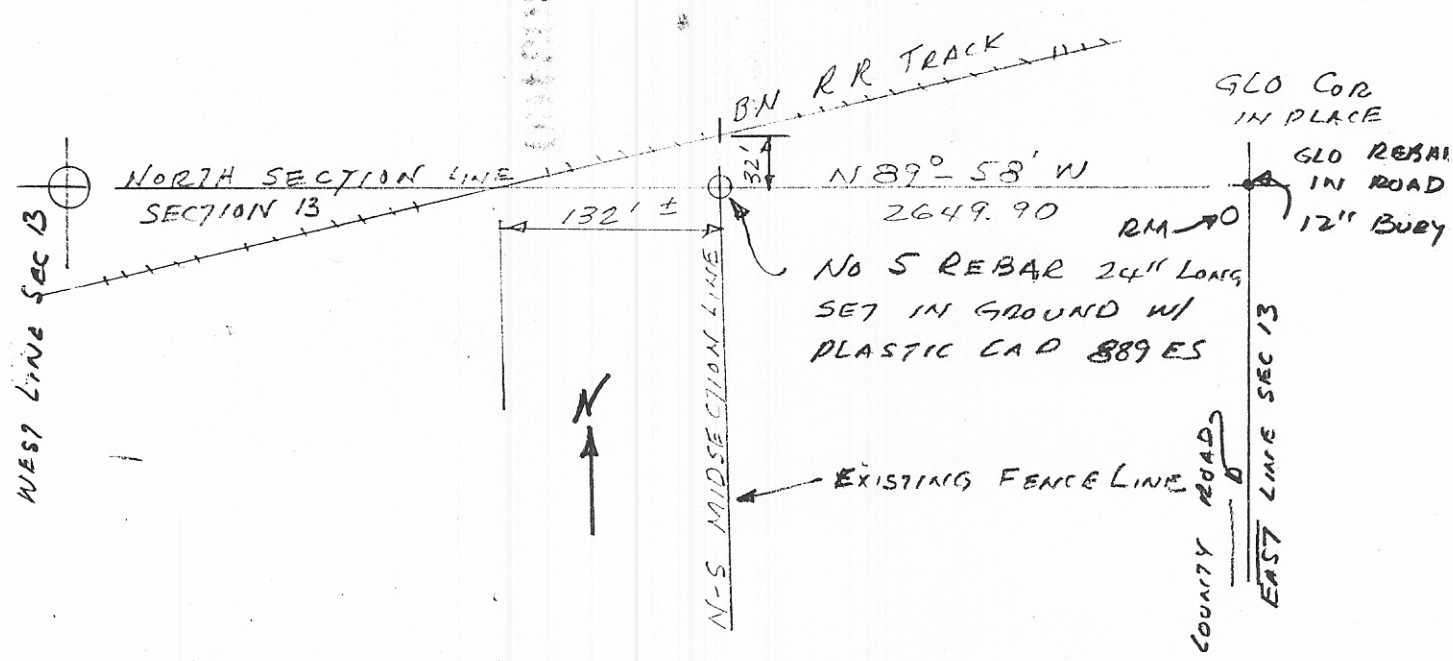 BN RR TRACK
GLO COR
IN PLACE
GLO REBAR
IN ROAD
12" BURY
NORTH SECTION LINE
SECTION 13
32'
N 89° - 58' W
2649.90
132' ±
RM
WEST LINE SEC 13
NO 5 REBAR 24" LONG
SET IN GROUND W/
PLASTIC CAP 889 ES
N
N-S MIDSECTION LINE
EXISTING FENCE LINE
COUNTY ROAD
EAST LINE SEC 13